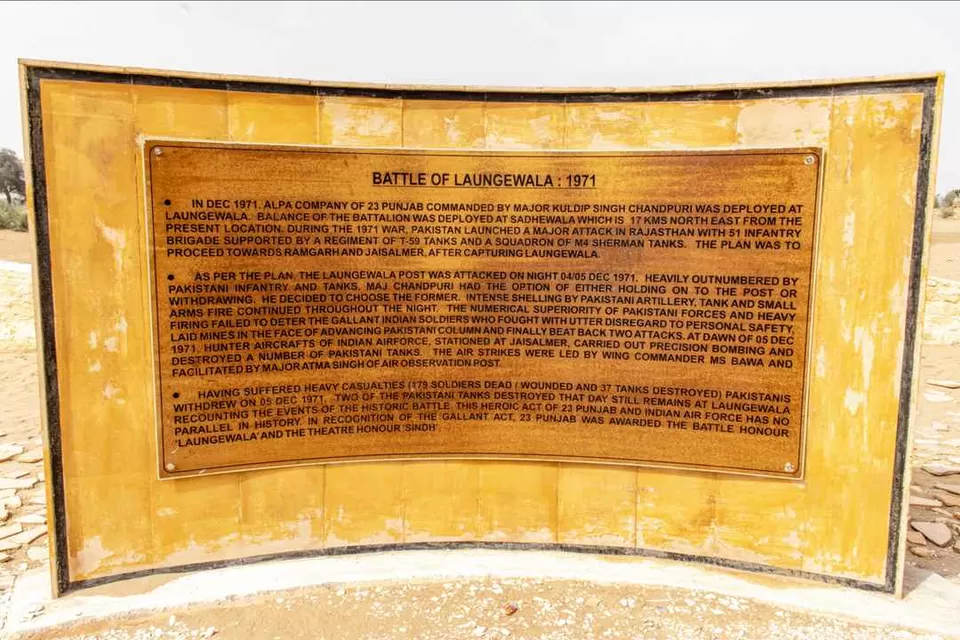 BATTLE OF LAUNGEWALA : 1971
● IN DEC 1971, ALPA COMPANY OF 23 PUNJAB COMMANDED BY MAJOR KULDIP SINGH CHANDPURI WAS DEPLOYED AT
LAUNGEWALA. BALANCE OF THE BATTALION WAS DEPLOYED AT SADHEWALA WHICH IS 17 KMS NORTH EAST FROM THE
PRESENT LOCATION. DURING THE 1971 WAR, PAKISTAN LAUNCHED A MAJOR ATTACK IN RAJASTHAN WITH 51 INFANTRY
BRIGADE SUPPORTED BY A REGIMENT OF T-59 TANKS AND A SQUADRON OF M4 SHERMAN TANKS. THE PLAN WAS TO
PROCEED TOWARDS RAMGARH AND JAISALMER, AFTER CAPTURING LAUNGEWALA.
● AS PER THE PLAN, THE LAUNGEWALA POST WAS ATTACKED ON NIGHT 04/05 DEC 1971. HEAVILY OUTNUMBERED BY
PAKISTANI INFANTRY AND TANKS, MAJ CHANDPURI HAD THE OPTION OF EITHER HOLDING ON TO THE POST OR
WITHDRAWING. HE DECIDED TO CHOOSE THE FORMER. INTENSE SHELLING BY PAKISTANI ARTILLERY, TANK AND SMALL
ARMS FIRE CONTINUED THROUGHOUT THE NIGHT. THE NUMERICAL SUPERIORITY OF PAKISTANI FORCES AND HEAVY
FIRING FAILED TO DETER THE GALLANT INDIAN SOLDIERS WHO FOUGHT WITH UTTER DISREGARD TO PERSONAL SAFETY,
LAID MINES IN THE FACE OF ADVANCING PAKISTANI COLUMN AND FINALLY BEAT BACK TWO ATTACKS. AT DAWN OF 05 DEC
1971, HUNTER AIRCRAFTS OF INDIAN AIRFORCE, STATIONED AT JAISALMER, CARRIED OUT PRECISION BOMBING AND
DESTROYED A NUMBER OF PAKISTANI TANKS. THE AIR STRIKES WERE LED BY WING COMMANDER MS BAWA AND
FACILITATED BY MAJOR ATMA SINGH OF AIR OBSERVATION POST.
● HAVING SUFFERED HEAVY CASUALTIES (179 SOLDIERS DEAD / WOUNDED AND 37 TANKS DESTROYED) PAKISTANIS
WITHDREW ON 05 DEC 1971. TWO OF THE PAKISTANI TANKS DESTROYED THAT DAY STILL REMAINS AT LAUNGEWALA
RECOUNTING THE EVENTS OF THE HISTORIC BATTLE. THIS HEROIC ACT OF 23 PUNJAB AND INDIAN AIR FORCE HAS NO
PARALLEL IN HISTORY. IN RECOGNITION OF THE GALLANT ACT, 23 PUNJAB WAS AWARDED THE BATTLE HONOUR
'LAUNGEWALA' AND THE THEATRE HONOUR 'SINDH'.